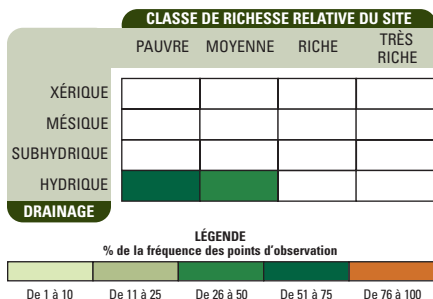 CLASSE DE RICHESSE RELATIVE DU SITE
PAUVRE MOYENNE RICHE TRÈS RICHE
XÉRIQUE
MÉSIQUE
SUBHYDRIQUE
HYDRIQUE
DRAINAGE
LÉGENDE
% de la fréquence des points d'observation
De 1 à 10 De 11 à 25 De 26 à 50 De 51 à 75 De 76 à 100